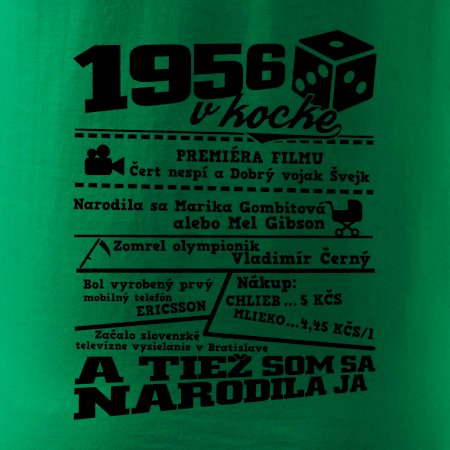 1956
v kocke
PREMIÉRA FILMU
Čert nespí a Dobrý vojak Švejk
Narodila sa Marika Gombitová
alebo Mel Gibson
Zomrel olympionik
Vladimír Černý
Bol vyrobený prvý
mobilný telefón
ERICSSON
Nákup:
CHLIEB... 5 KČS
MLIEKO...4,45 KČS/l
Začalo slovenské
televízne vysielanie v Bratislave
A TIEŽ SOM SA
NARODILA JA